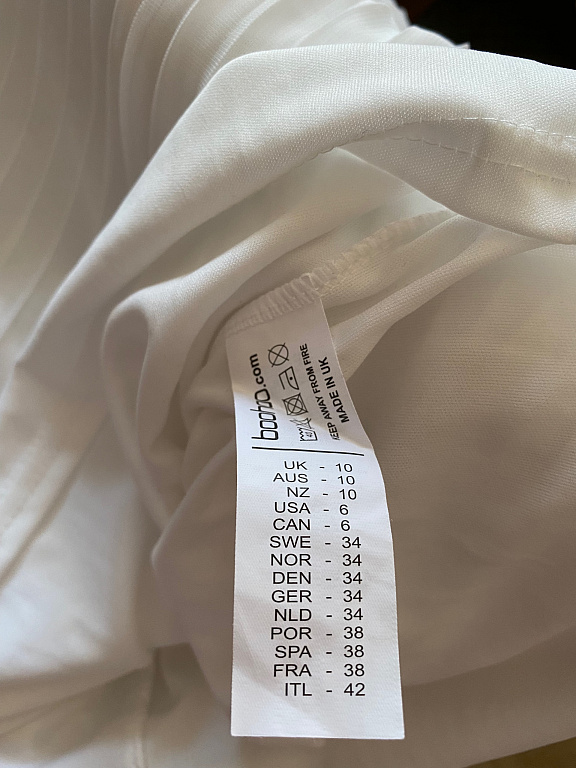 boohoo.com
KEEP AWAY FROM FIRE
MADE IN UK
UK - 10
AUS - 10
NZ - 10
USA - 6
CAN - 6
SWE - 34
NOR - 34
DEN - 34
GER - 34
NLD - 34
POR - 38
SPA - 38
FRA - 38
ITL - 42